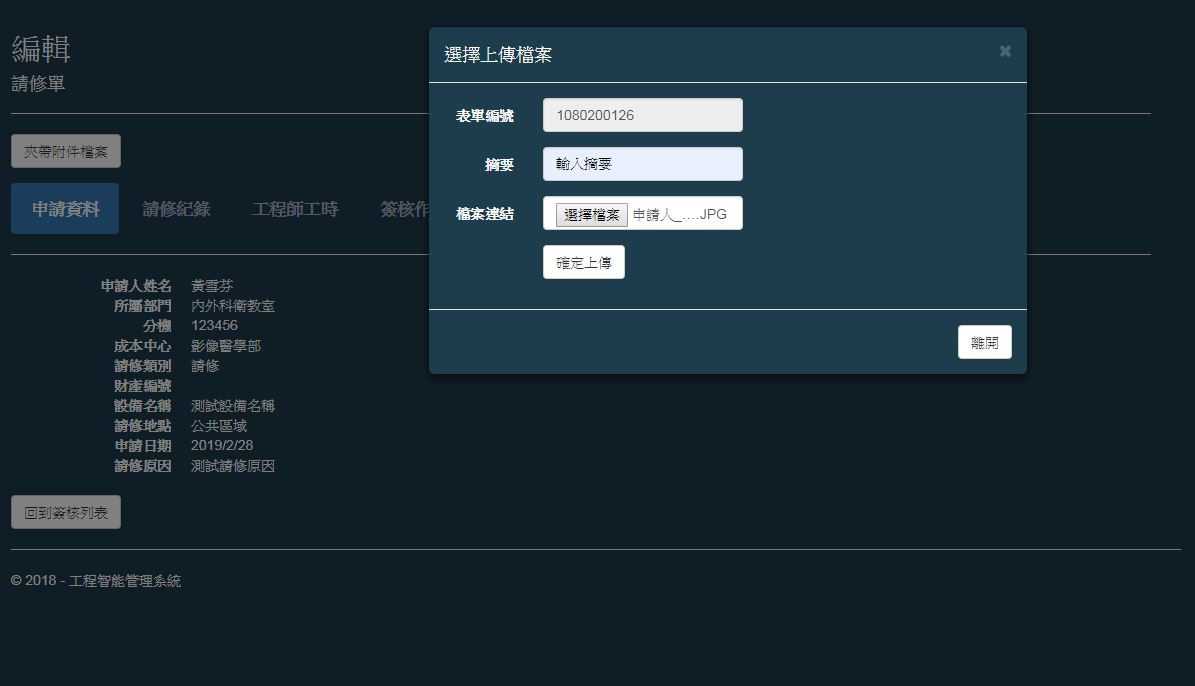 編輯
請修單
夾帶附件檔案
申請資料 請修紀錄 工程師工時 簽核作
申請人姓名 黃雪芬
所屬部門 內外科衛教室
分機 123456
成本中心 影像醫學部
請修類別 請修
財產編號
設備名稱 測試設備名稱
請修地點 公共區域
申請日期 2019/2/28
請修原因 測試請修原因
回到簽核列表
© 2018 - 工程智能管理系統
選擇上傳檔案 ×
表單編號 1080200126
摘要 輸入摘要
檔案連結 選擇檔案 申請人_....JPG
確定上傳
離開